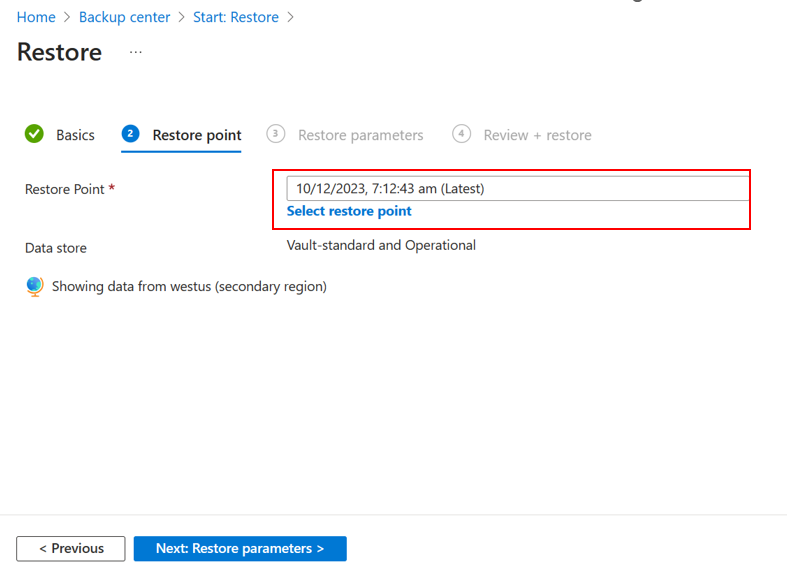 Home > Backup center > Start: Restore >
Restore ...
Basics 2 Restore point 3 Restore parameters 4 Review + restore
Restore Point * 10/12/2023, 7:12:43 am (Latest)
Select restore point
Data store Vault-standard and Operational
Showing data from westus (secondary region)
< Previous Next: Restore parameters >